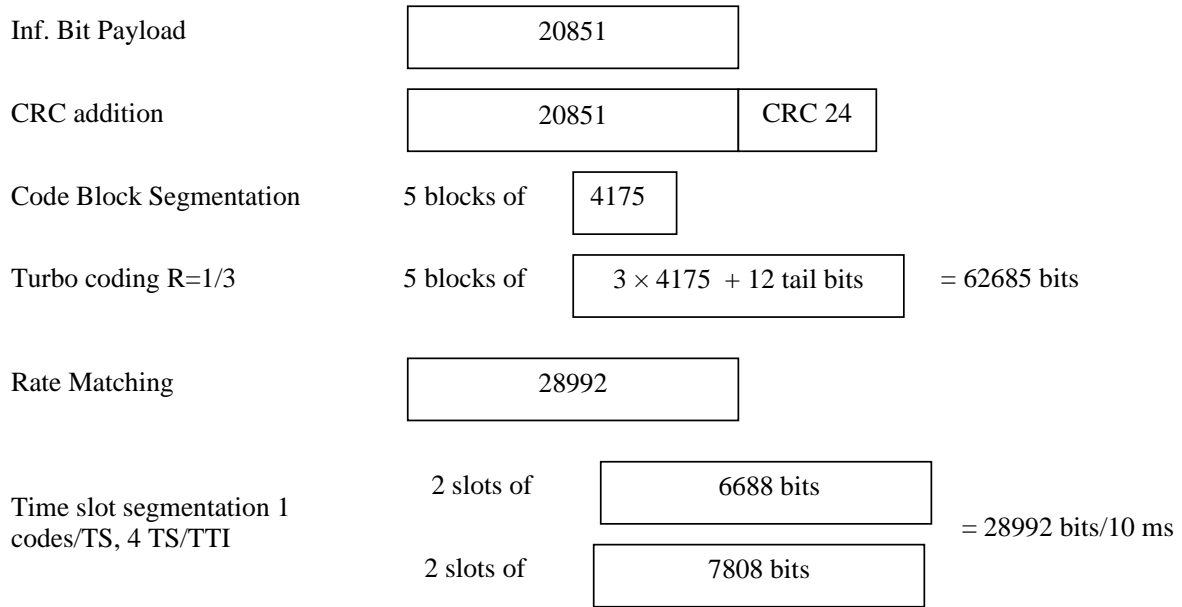 Inf. Bit Payload 20851
CRC addition 20851 CRC 24
Code Block Segmentation 5 blocks of 4175
Turbo coding R=1/3 5 blocks of 3 × 4175 + 12 tail bits = 62685 bits
Rate Matching 28992
2 slots of 6688 bits
Time slot segmentation 1
codes/TS, 4 TS/TTI
= 28992 bits/10 ms
2 slots of 7808 bits